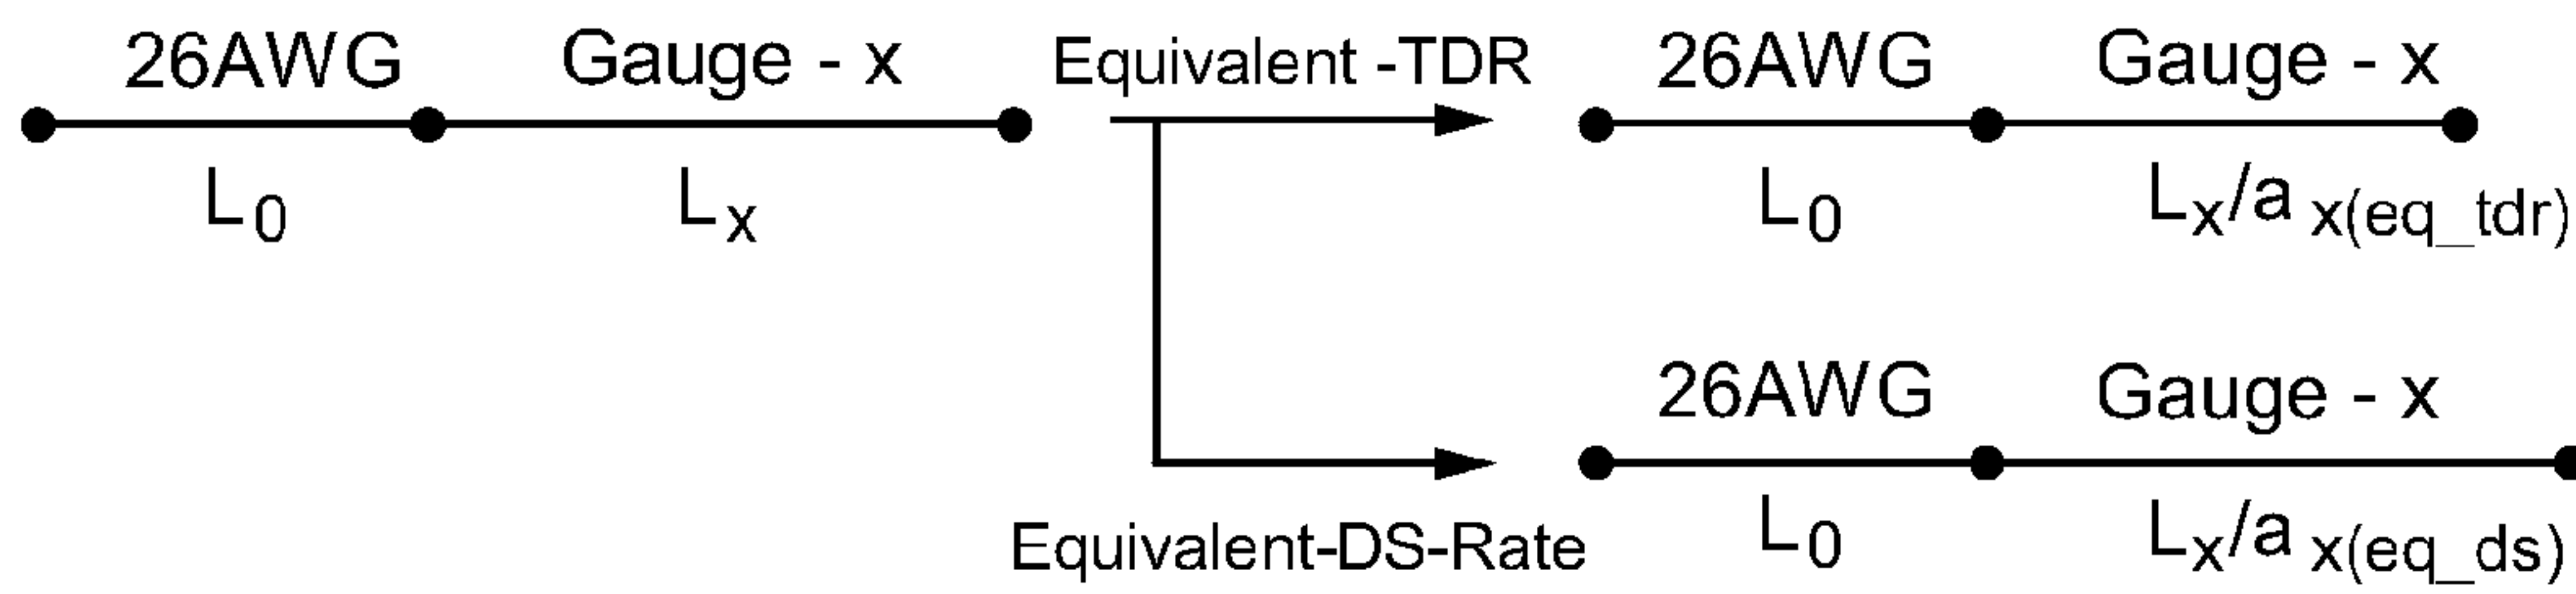 26AWG Gauge - x Equivalent -TDR 26AWG Gauge - x
L0 Lx L0 Lx/a x(eq_tdr)
26AWG Gauge - x
Equivalent-DS-Rate L0 Lx/a x(eq_ds)